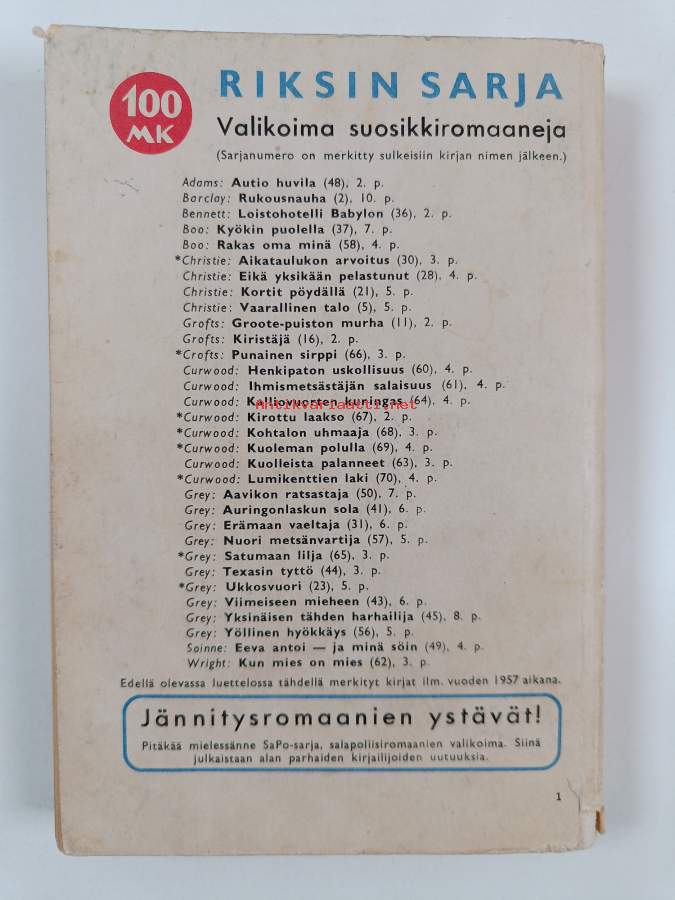 100 MK
RIKSIN SARJA
Valikoima suosikkiromaaneja
(Sarjanumero on merkitty sulkeisiin kirjan nimen jälkeen.)
Adams: Autio huvila (48), 2. p.
Barclay: Rukousnauha (2), 10. p.
Bennett: Loistohotelli Babylon (36), 2. p.
Boo: Kyökin puolella (37), 7. p.
Boo: Rakas oma minä (58), 4. p.
*Christie: Aikataulukon arvoitus (30), 3. p.
Christie: Eikä yksikään pelastunut (28), 4. p.
Christie: Kortit pöydällä (21), 5. p.
Christie: Vaarallinen talo (5), 5. p.
Grofts: Groote-puiston murha (11), 2. p.
Grofts: Kiristäjä (16), 2. p.
*Crofts: Punainen sirppi (66), 3. p.
Curwood: Henkipaton uskollisuus (60), 4. p.
Curwood: Ihmismetsästäjän salaisuus (61), 4. p.
Curwood: Kalliovuorten kuningas (64), 4. p.
Antikvariaatti.net
*Curwood: Kirottu laakso (67), 2. p.
*Curwood: Kohtalon uhmaaja (68), 3. p.
*Curwood: Kuoleman polulla (69), 4. p.
Curwood: Kuolleista palanneet (63), 3. p.
*Curwood: Lumikenttien laki (70), 4. p.
Grey: Aavikon ratsastaja (50), 7. p.
Grey: Auringonlaskun sola (41), 6. p.
Grey: Erämaan vaeltaja (31), 6. p.
Grey: Nuori metsänvartija (57), 5. p.
*Grey: Satumaan lilja (65), 3. p.
Grey: Texasin tyttö (44), 3. p.
*Grey: Ukkosvuori (23), 5. p.
Grey: Viimeiseen mieheen (43), 6. p.
Grey: Yksinäisen tähden harhailija (45), 8. p.
Grey: Yöllinen hyökkäys (56), 5. p.
Soinne: Eeva antoi — ja minä söin (49), 4. p.
Wright: Kun mies on mies (62), 3. p.
Edellä olevassa luettelossa tähdellä merkityt kirjat ilm. vuoden 1957 aikana.
Jännitysromaanien ystävät!
Pitäkää mielessänne SaPo-sarja, salapoliisiromaanien valikoima. Siinä
julkaistaan alan parhaiden kirjailijoiden uutuuksia.
1